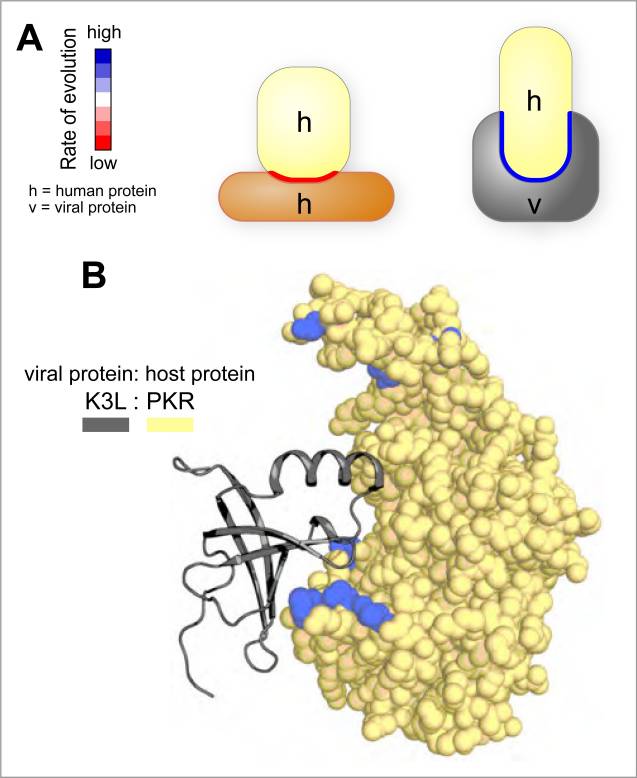 A
high
Rate of evolution
low
h = human protein
v = viral protein
h
h
h
v
B
viral protein: host protein
K3L : PKR